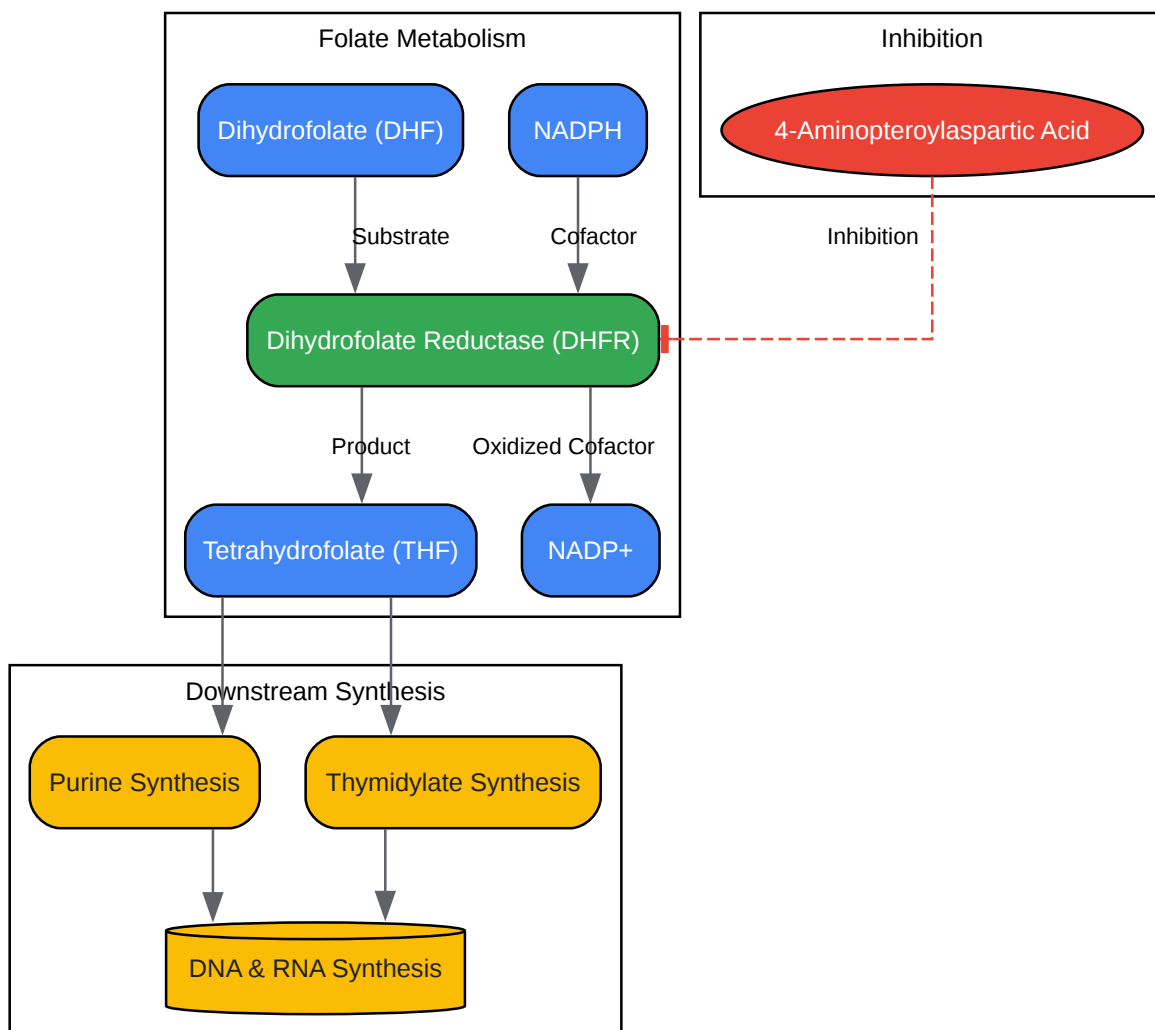 Folate Metabolism
Inhibition
Dihydrofolate (DHF)
NADPH
4-Aminopteroylaspartic Acid
Substrate
Cofactor
Inhibition
Dihydrofolate Reductase (DHFR)
Product
Oxidized Cofactor
Tetrahydrofolate (THF)
NADP+
Downstream Synthesis
Purine Synthesis
Thymidylate Synthesis
DNA & RNA Synthesis